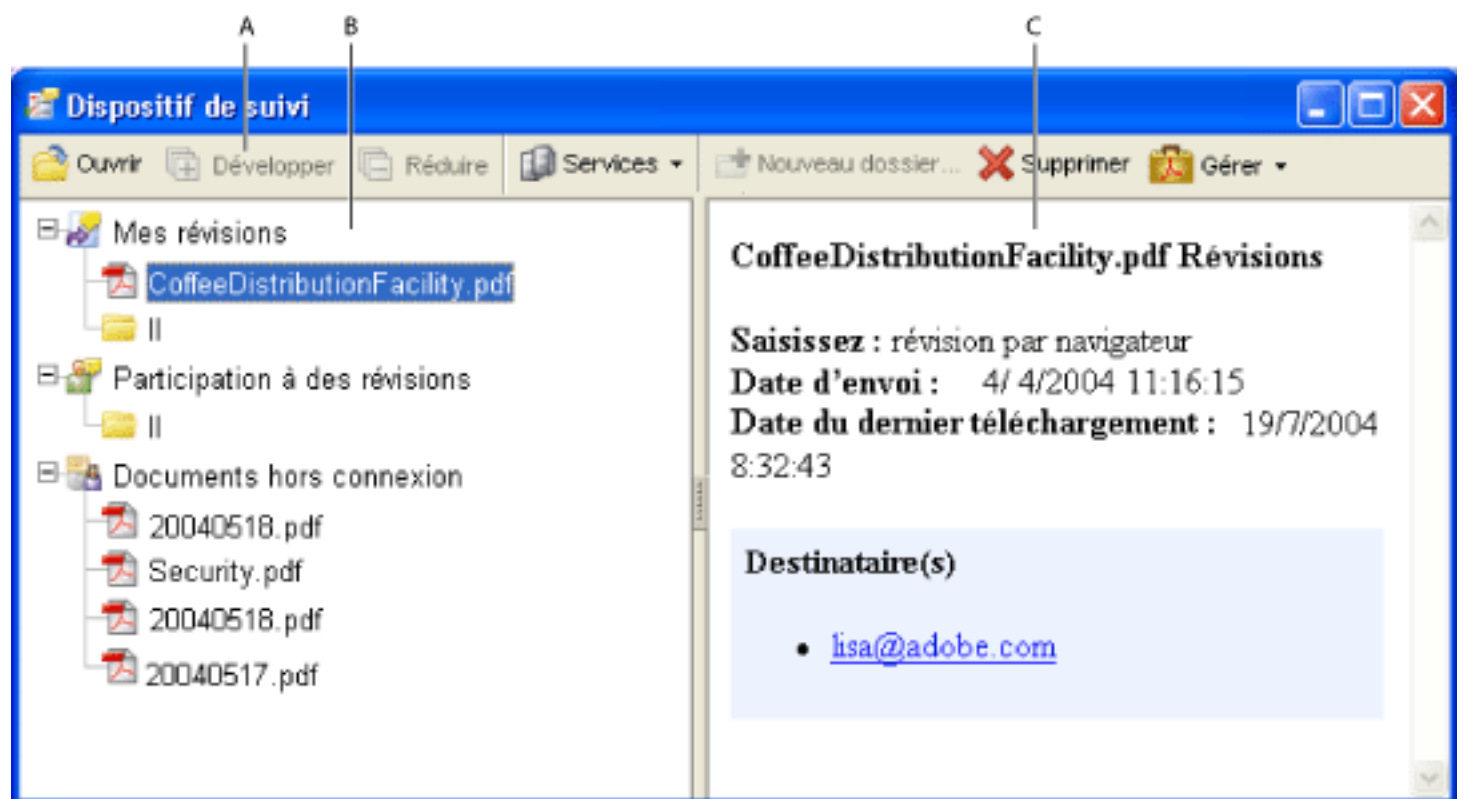 A B C
Dispositif de suivi
Ouvrir Développer Réduire Services Nouveau dossier... Supprimer Gérer
Mes révisions
CoffeeDistributionFacility.pdf
II
Participation à des révisions
II
Documents hors connexion
20040518.pdf
Security.pdf
20040518.pdf
20040517.pdf
CoffeeDistributionFacility.pdf Révisions
Saisissez : révision par navigateur
Date d'envoi : 4/ 4/2004 11:16:15
Date du dernier téléchargement : 19/7/2004
8:32:43
Destinataire(s)
• lisa@adobe.com